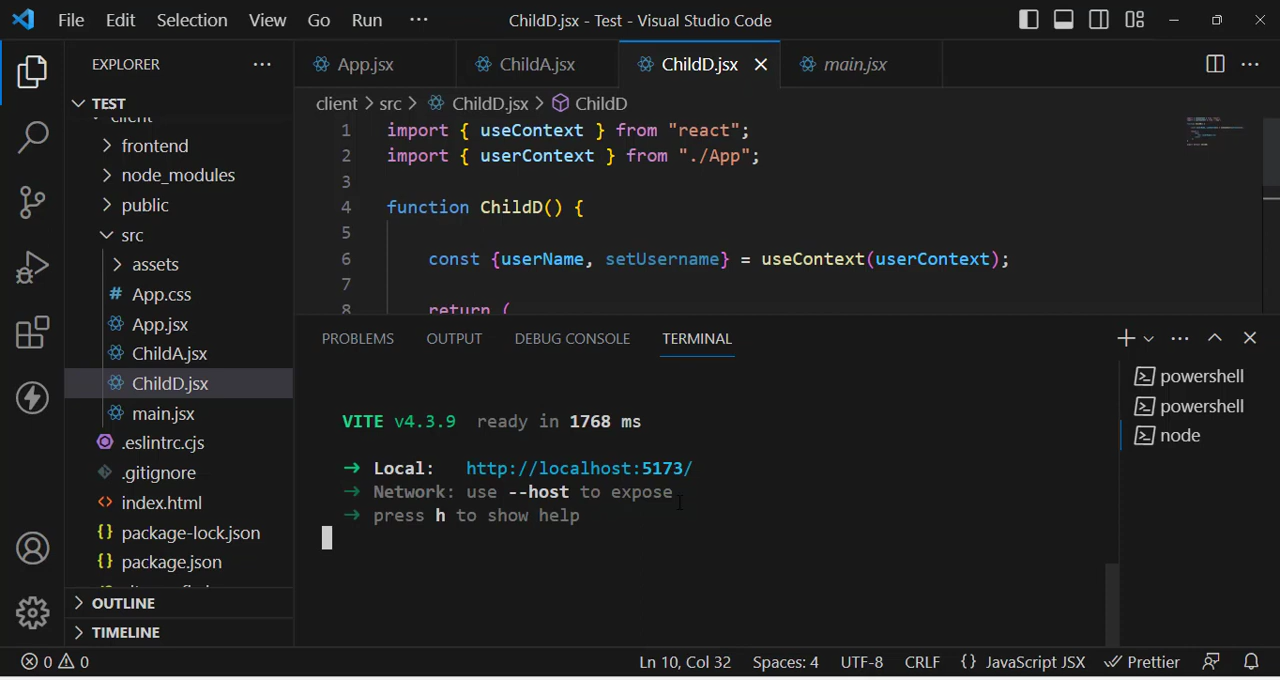 File Edit Selection View Go Run ··· ChildD.jsx - Test - Visual Studio Code
EXPLORER ···
App.jsx ChildA.jsx ChildD.jsx main.jsx ···
TEST
client
frontend
node_modules
public
src
assets
# App.css
App.jsx
ChildA.jsx
ChildD.jsx
main.jsx
.eslintrc.cjs
.gitignore
index.html
package-lock.json
package.json
OUTLINE
TIMELINE
client > src > ChildD.jsx > ChildD
1 import { useContext } from "react";
2 import { userContext } from "./App";
3
4 function ChildD() {
5
6 const {userName, setUsername} = useContext(userContext);
7
8 return (
PROBLEMS OUTPUT DEBUG CONSOLE TERMINAL
VITE v4.3.9 ready in 1768 ms
➜ Local: http://localhost:5173/
➜ Network: use --host to expose
➜ press h to show help
powershell
powershell
node
0 0 Ln 10, Col 32 Spaces: 4 UTF-8 CRLF {} JavaScript JSX Prettier